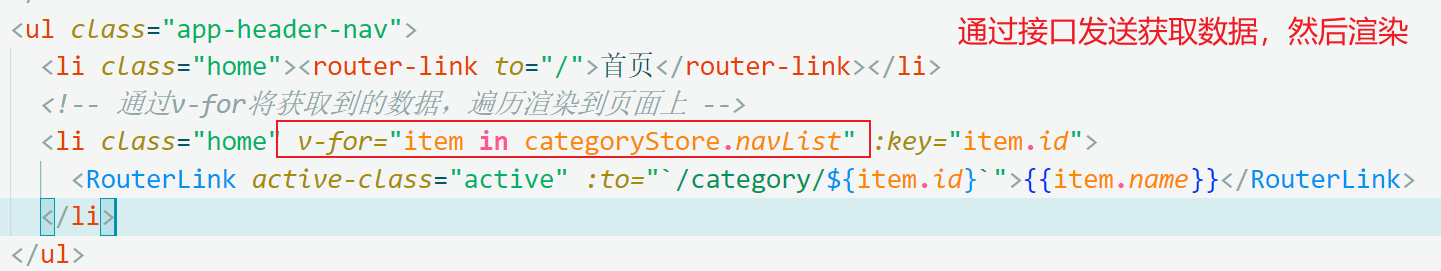 <ul class="app-header-nav">
通过接口发送获取数据，然后渲染
<li class="home"><router-link to="/">首页</router-link></li>
<!-- 通过v-for将获取到的数据，遍历渲染到页面上 -->
<li class="home" v-for="item in categoryStore.navList" :key="item.id">
<RouterLink active-class="active" :to="`/category/${item.id}`">{{item.name}}</RouterLink>
</li>
</ul>